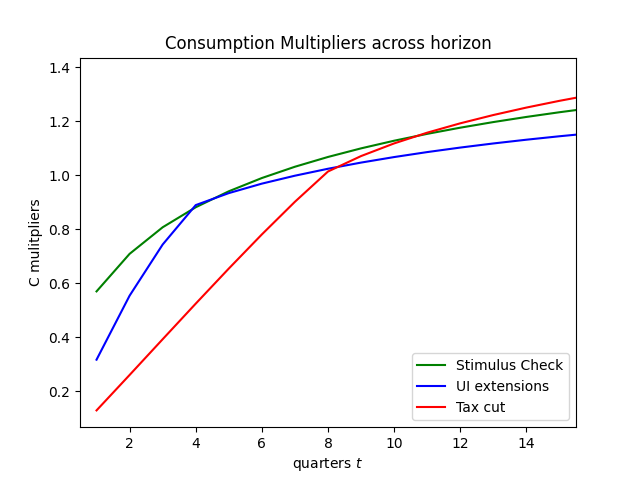 Consumption Multipliers across horizon
C mulitpliers
1.4
1.2
1.0
0.8
0.6
0.4
0.2
2 4 6 8 10 12 14
quarters t
Stimulus Check
UI extensions
Tax cut